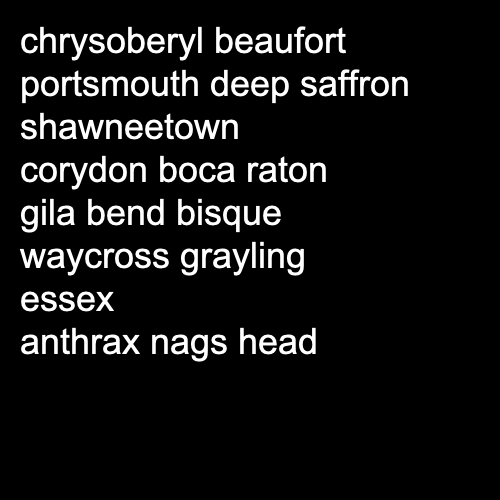 chrysoberyl beaufort
portsmouth deep saffron
shawneetown
corydon boca raton
gila bend bisque
waycross grayling
essex
anthrax nags head